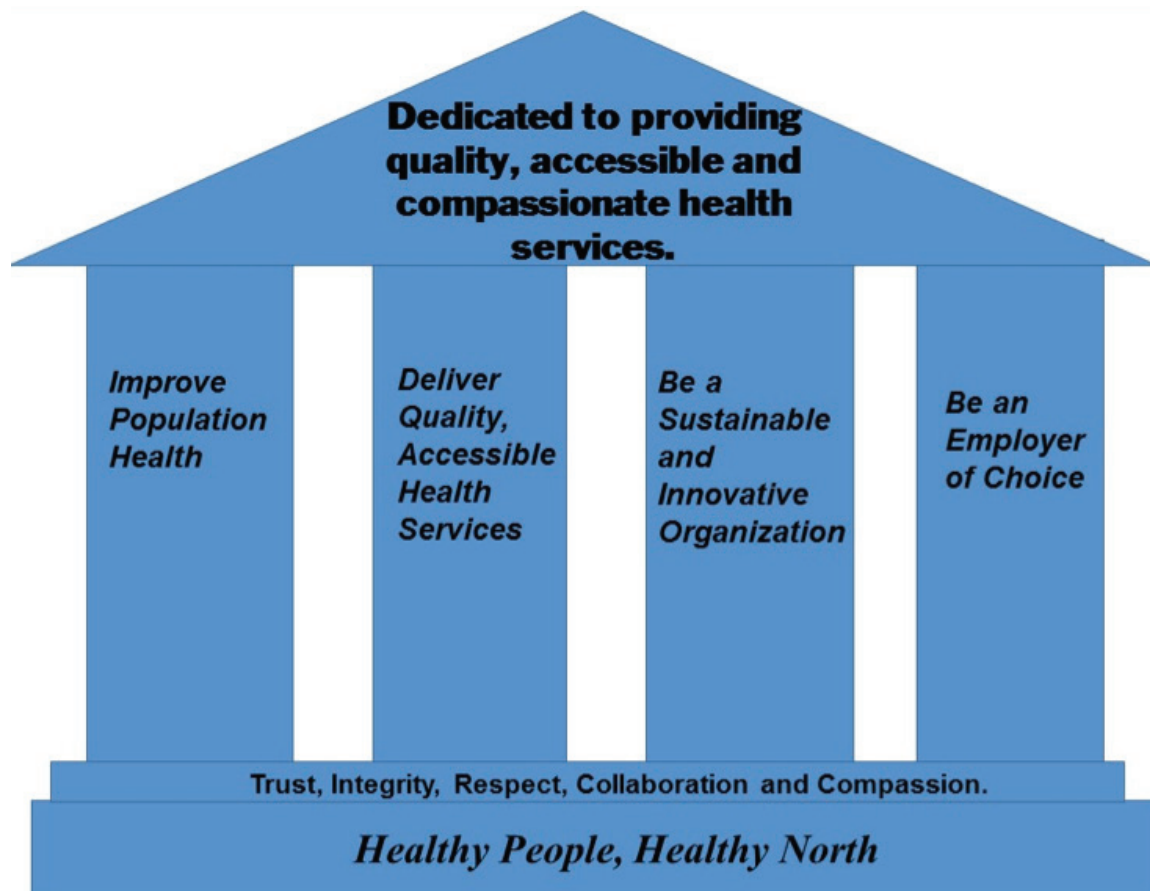 Dedicated to providing
quality, accessible and
compassionate health
services.
Improve
Population
Health
Deliver
Quality,
Accessible
Health
Services
Be a
Sustainable
and
Innovative
Organization
Be an
Employer
of Choice
Trust, Integrity, Respect, Collaboration and Compassion.
Healthy People, Healthy North